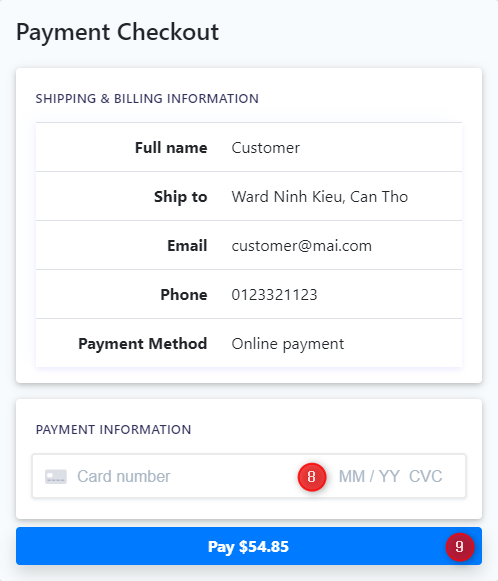 Payment Checkout
SHIPPING & BILLING INFORMATION
Full name Customer
Ship to Ward Ninh Kieu, Can Tho
Email customer@mai.com
Phone 0123321123
Payment Method Online payment
PAYMENT INFORMATION
Card number 8 MM / YY CVC
Pay $54.85 9